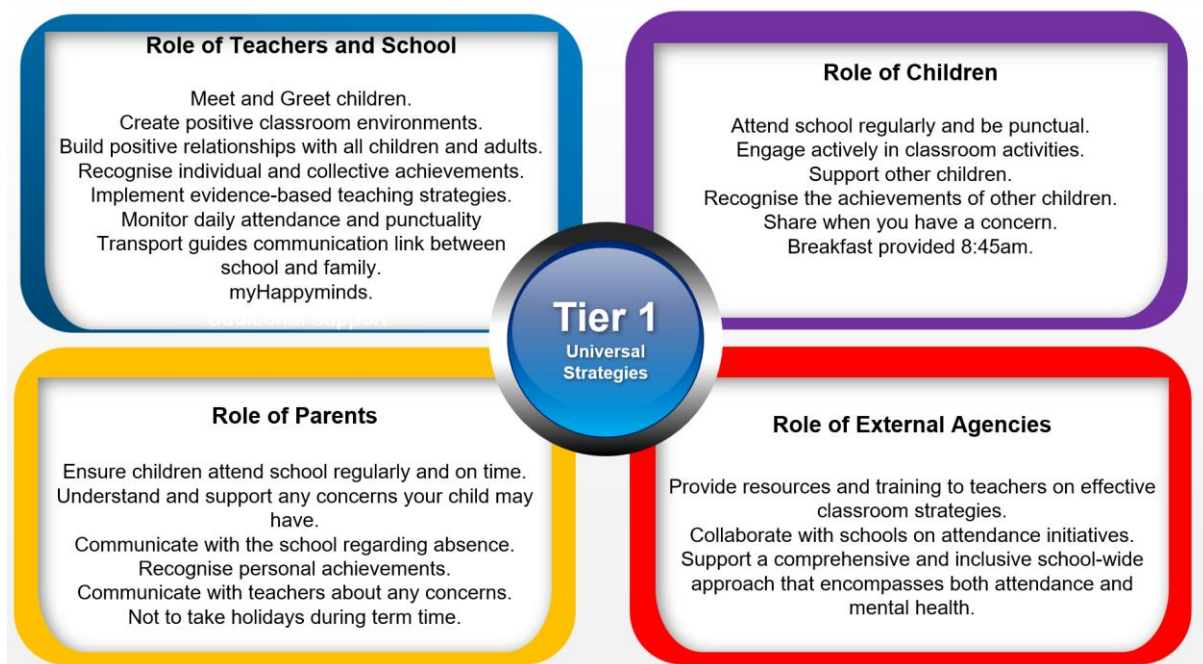 Role of Teachers and School
Meet and Greet children.
Create positive classroom environments.
Build positive relationships with all children and adults.
Recognise individual and collective achievements.
Implement evidence-based teaching strategies.
Monitor daily attendance and punctuality
Transport guides communication link between
school and family.
myHappyminds.
additional support.
Role of Children
Attend school regularly and be punctual.
Engage actively in classroom activities.
Support other children.
Recognise the achievements of other children.
Share when you have a concern.
Breakfast provided 8:45am.
Tier 1
Universal
Strategies
Role of Parents
Ensure children attend school regularly and on time.
Understand and support any concerns your child may
have.
Communicate with the school regarding absence.
Recognise personal achievements.
Communicate with teachers about any concerns.
Not to take holidays during term time.
Role of External Agencies
Provide resources and training to teachers on effective
classroom strategies.
Collaborate with schools on attendance initiatives.
Support a comprehensive and inclusive school-wide
approach that encompasses both attendance and
mental health.